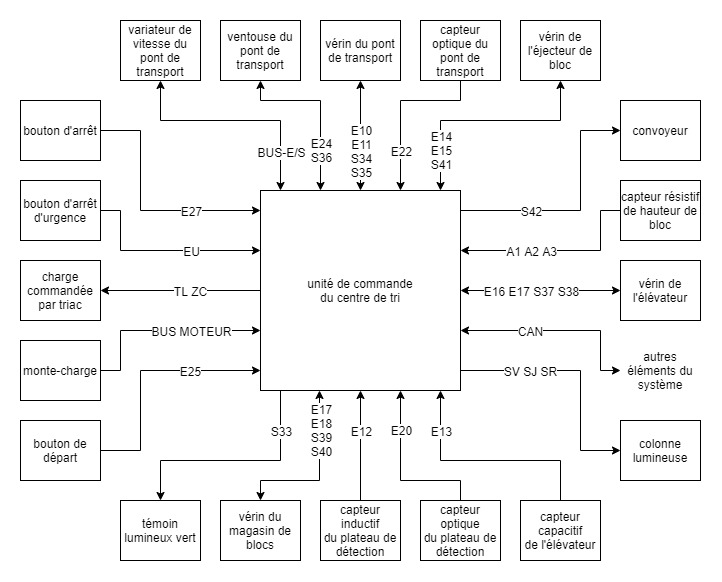 variateur de
vitesse du
pont de
transport
ventouse du
pont de
transport
vérin du pont
de transport
capteur
optique du
pont de
transport
vérin de
l'éjecteur de
bloc
BUS-E/S
E24
S36
E10
E11
S34
S35
E22
E14
E15
S41
bouton d'arrêt
E27
bouton d'arrêt
d'urgence
EU
charge
commandée
par triac
TL ZC
monte-charge
BUS MOTEUR
bouton de
départ
E25
unité de commande
du centre de tri
S42
convoyeur
A1 A2 A3
capteur résistif
de hauteur de
bloc
E16 E17 S37 S38
vérin de
l'élévateur
CAN
autres
éléments du
système
SV SJ SR
colonne
lumineuse
S33
E17
E18
S39
S40
E12
E20
E13
témoin
lumineux vert
vérin du
magasin de
blocs
capteur
inductif
du plateau de
détection
capteur
optique
du plateau de
détection
capteur
capacitif
de l'élévateur